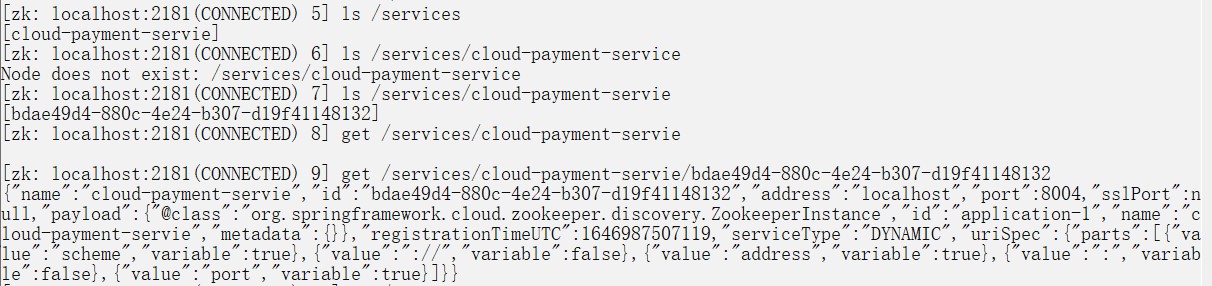 [zk: localhost:2181(CONNECTED) 5] ls /services
[cloud-payment-servie]
[zk: localhost:2181(CONNECTED) 6] ls /services/cloud-payment-service
Node does not exist: /services/cloud-payment-service
[zk: localhost:2181(CONNECTED) 7] ls /services/cloud-payment-servie
[bdae49d4-880c-4e24-b307-d19f41148132]
[zk: localhost:2181(CONNECTED) 8] get /services/cloud-payment-servie
[zk: localhost:2181(CONNECTED) 9] get /services/cloud-payment-servie/bdae49d4-880c-4e24-b307-d19f41148132
{"name":"cloud-payment-servie","id":"bdae49d4-880c-4e24-b307-d19f41148132","address":"localhost","port":8004,"sslPort":n
ull,"payload":{"@class":"org.springframework.cloud.zookeeper.discovery.ZookeeperInstance","id":"application-1","name":"c
loud-payment-servie","metadata":{}},"registrationTimeUTC":1646987507119,"serviceType":"DYNAMIC","uriSpec":{"parts":[{"va
lue":"scheme","variable":true},{"value":"://","variable":false},{"value":"address","variable":true},{"value":":","variab
le":false},{"value":"port","variable":true}]}}